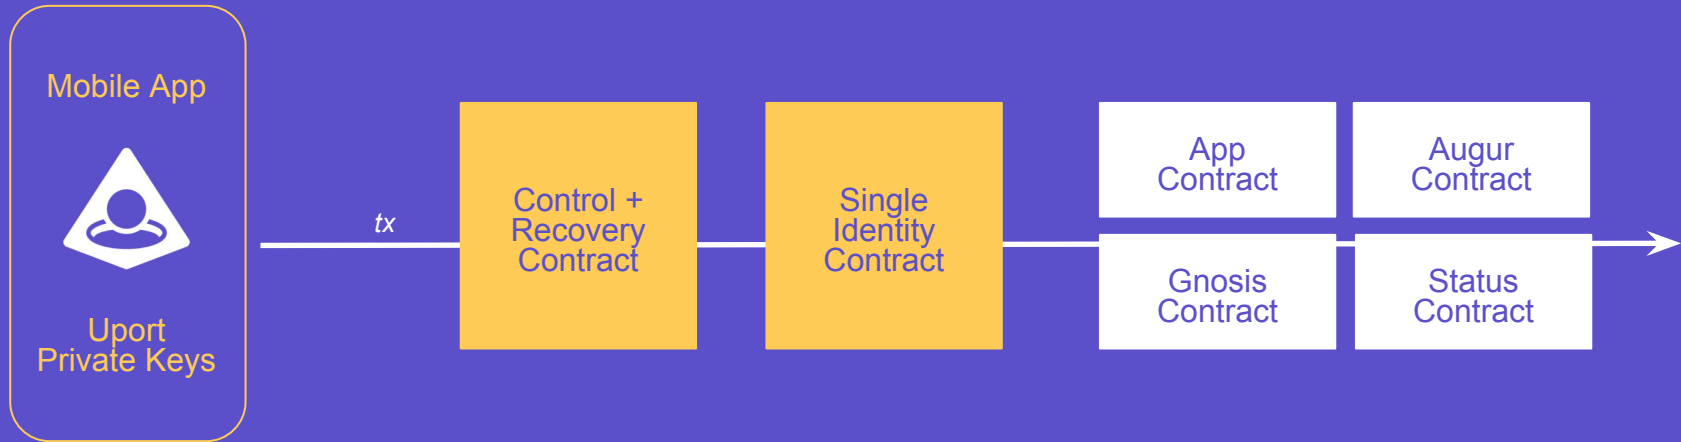 Mobile App
Uport
Private Keys
tx
Control +
Recovery
Contract
Single
Identity
Contract
App
Contract
Augur
Contract
Gnosis
Contract
Status
Contract